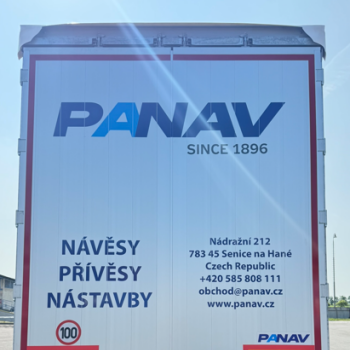 PANAV
SINCE 1896
NÁVĚSY
PŘÍVĚSY
NÁSTAVBY
Nádražní 212
783 45 Senice na Hané
Czech Republic
+420 585 808 111
obchod@panav.cz
www.panav.cz
100
PANAV